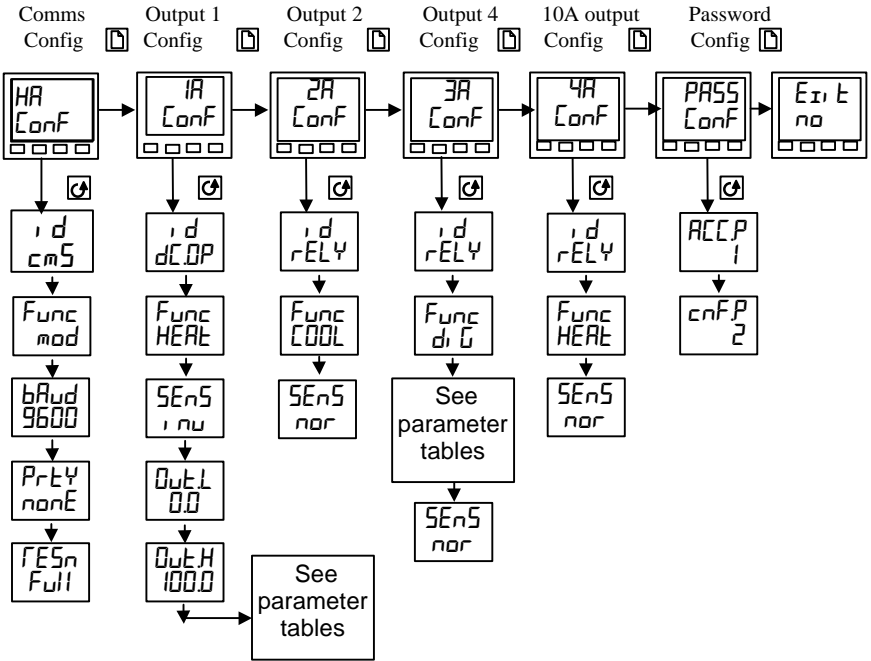 Comms Config
Output 1 Config
Output 2 Config
Output 4 Config
10A output Config
Password Config
HA
ConF
1A
ConF
2A
ConF
3A
ConF
4A
ConF
PASS
ConF
Exit
no
id
cmS
Func
mod
bAud
9600
PrtY
nonE
rESn
Full
id
dC.OP
Func
HEAt
SEnS
inv
Out.L
0.0
Out.H
100.0
See
parameter
tables
id
rELY
Func
COOL
SEnS
nor
id
rELY
Func
diG
See
parameter
tables
SEnS
nor
id
rELY
Func
HEAt
SEnS
nor
ACC.P
1
cnF.P
2